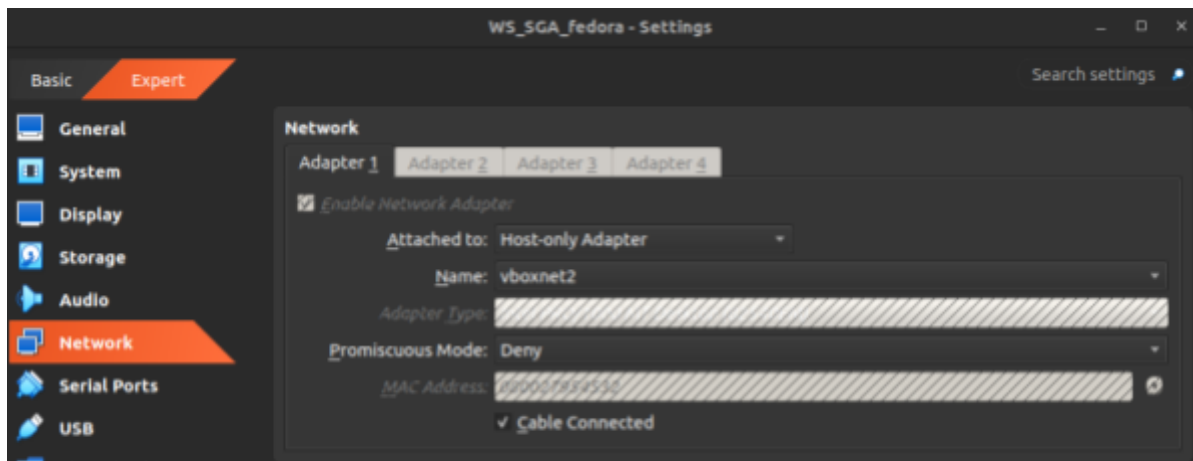 WS_SGA_fedora - Settings
Basic Expert Search settings
General
System
Display
Storage
Audio
Network
Serial Ports
USB
Network
Adapter 1 Adapter 2 Adapter 3 Adapter 4
Enable Network Adapter
Attached to: Host-only Adapter
Name: vboxnet2
Adapter Type:
Promiscuous Mode: Deny
MAC Address:
Cable Connected